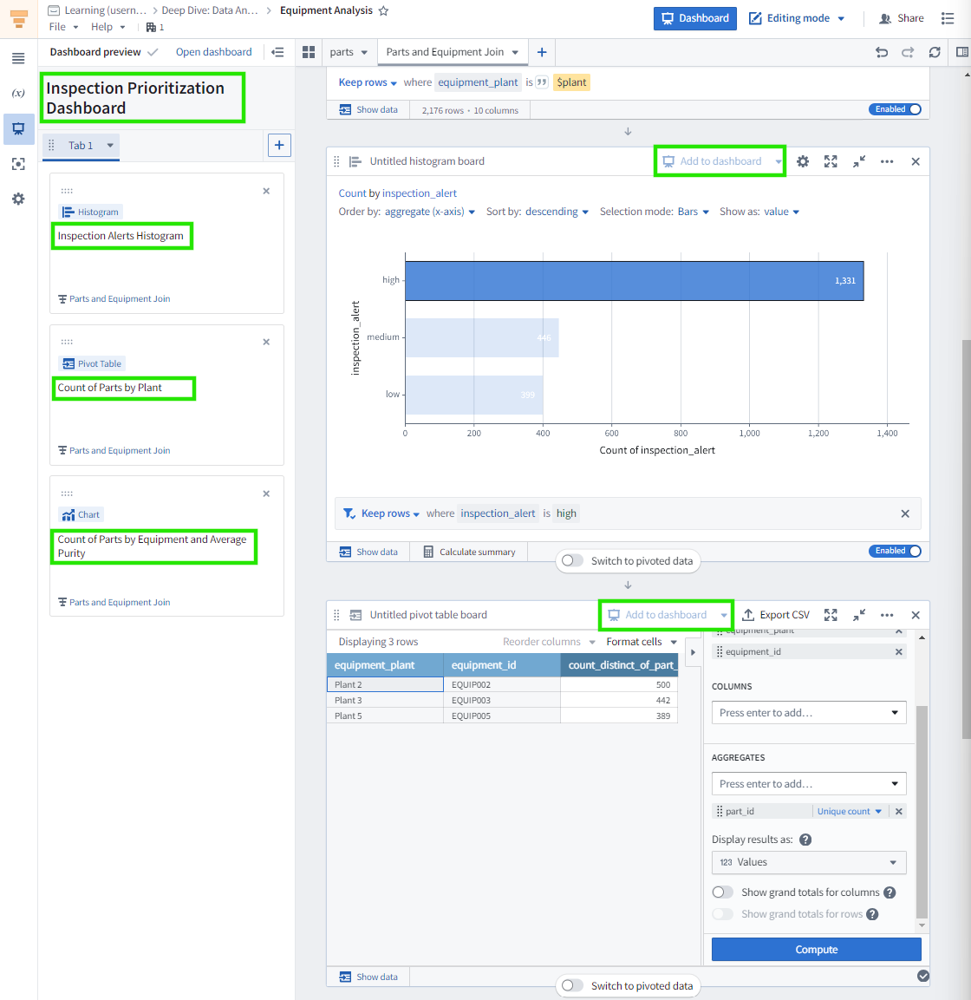 Learning (usern... > Deep Dive: Data An... > Equipment Analysis
File Help 1
Dashboard
Editing mode
Share
Dashboard preview
Open dashboard
parts
Parts and Equipment Join
Inspection Prioritization
Dashboard
Tab 1
Histogram
Inspection Alerts Histogram
Parts and Equipment Join
Pivot Table
Count of Parts by Plant
Parts and Equipment Join
Chart
Count of Parts by Equipment and Average
Purity
Parts and Equipment Join
Keep rows where equipment_plant is $plant
Show data 2,176 rows • 10 columns Enabled
Untitled histogram board Add to dashboard
Count by inspection_alert
Order by: aggregate (x-axis) Sort by: descending Selection mode: Bars Show as: value
high 1,331
medium 446
low 399
inspection_alert
0 200 400 600 800 1,000 1,200 1,400
Count of inspection_alert
Keep rows where inspection_alert is high
Show data Calculate summary Enabled
Switch to pivoted data
Untitled pivot table board Add to dashboard Export CSV
Displaying 3 rows Reorder columns Format cells
equipment_plant equipment_id count_distinct_of_part_
Plant 2 EQUIP002 500
Plant 3 EQUIP003 442
Plant 5 EQUIP005 389
equipment_plant
equipment_id
COLUMNS
Press enter to add...
AGGREGATES
Press enter to add...
part_id Unique count
Display results as: ?
123 Values
Show grand totals for columns ?
Show grand totals for rows ?
Compute
Show data
Switch to pivoted data